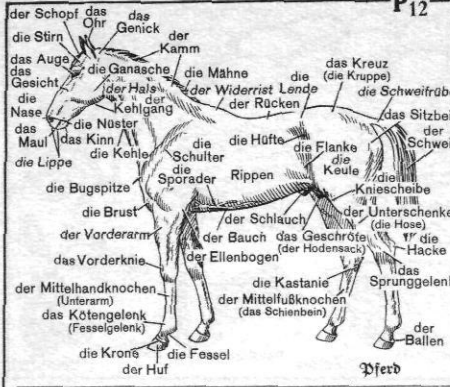 P12
der Schopf
das
Ohr
das
Genick
die Stirn
der
Kamm
das Auge
das
Gesicht
die Ganasche
die Mähne
der Hals
der Widerrist
der
Kehlgang
der Rücken
die
Lende
das Kreuz
(die Kruppe)
die Schweifrübe
die
Nase
die Nüster
das
Maul
das Kinn
die Lippe
die Kehle
die
Schulter
die Hüfte
die Flanke
die
Keule
das Sitzbei
der
Schwei
die
Sporader
Rippen
die Bugspitze
die
Kniescheibe
die Brust
der Schlauch
der Unterschenke
(die Hose)
der Vorderarm
der Bauch
das Geschröte
(der Hodensack)
die
Hacke
der Ellenbogen
das Vorderknie
das
Sprunggelenk
die Kastanie
der Mittelhandknochen
(Unterarm)
der Mittelfußknochen
(das Schienbein)
das Kötengelenk
(Fesselgelenk)
die Krone
die Fessel
der Huf
der
Ballen
Pferd